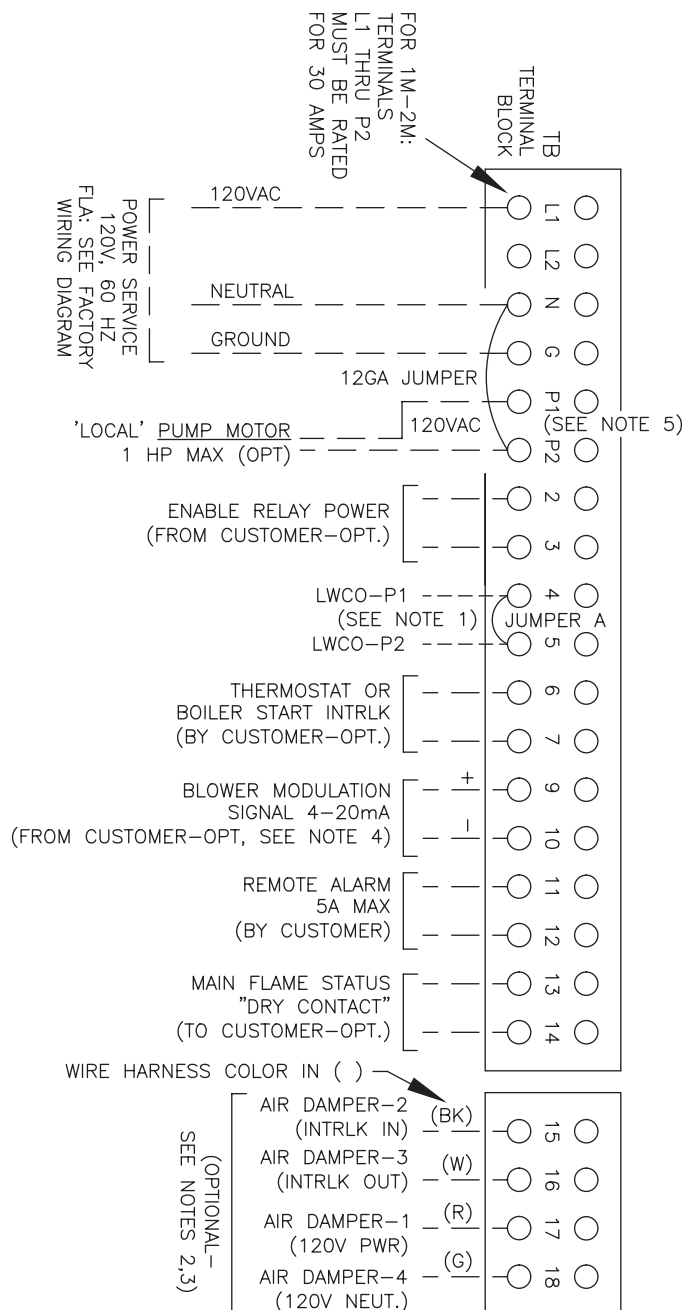 FOR 1M-2M:
TERMINALS
L1 THRU P2
MUST BE RATED
FOR 30 AMPS
TB
TERMINAL
BLOCK
POWER SERVICE
120V, 60 HZ
FLA: SEE FACTORY
WIRING DIAGRAM
120VAC
L1
L2
NEUTRAL
N
GROUND
G
12GA JUMPER
P1
'LOCAL' PUMP MOTOR
1 HP MAX (OPT)
120VAC
(SEE NOTE 5)
P2
ENABLE RELAY POWER
(FROM CUSTOMER-OPT.)
2
3
LWCO-P1
4
(SEE NOTE 1)
JUMPER A
LWCO-P2
5
THERMOSTAT OR
BOILER START INTRLK
(BY CUSTOMER-OPT.)
6
7
BLOWER MODULATION
SIGNAL 4-20mA
(FROM CUSTOMER-OPT, SEE NOTE 4)
+
9
-
10
REMOTE ALARM
5A MAX
(BY CUSTOMER)
11
12
MAIN FLAME STATUS
"DRY CONTACT"
(TO CUSTOMER-OPT.)
13
14
WIRE HARNESS COLOR IN ( )
(OPTIONAL-
SEE NOTES 2,3)
AIR DAMPER-2
(INTRLK IN)
(BK)
15
AIR DAMPER-3
(INTRLK OUT)
(W)
16
AIR DAMPER-1
(120V PWR)
(R)
17
AIR DAMPER-4
(120V NEUT.)
(G)
18